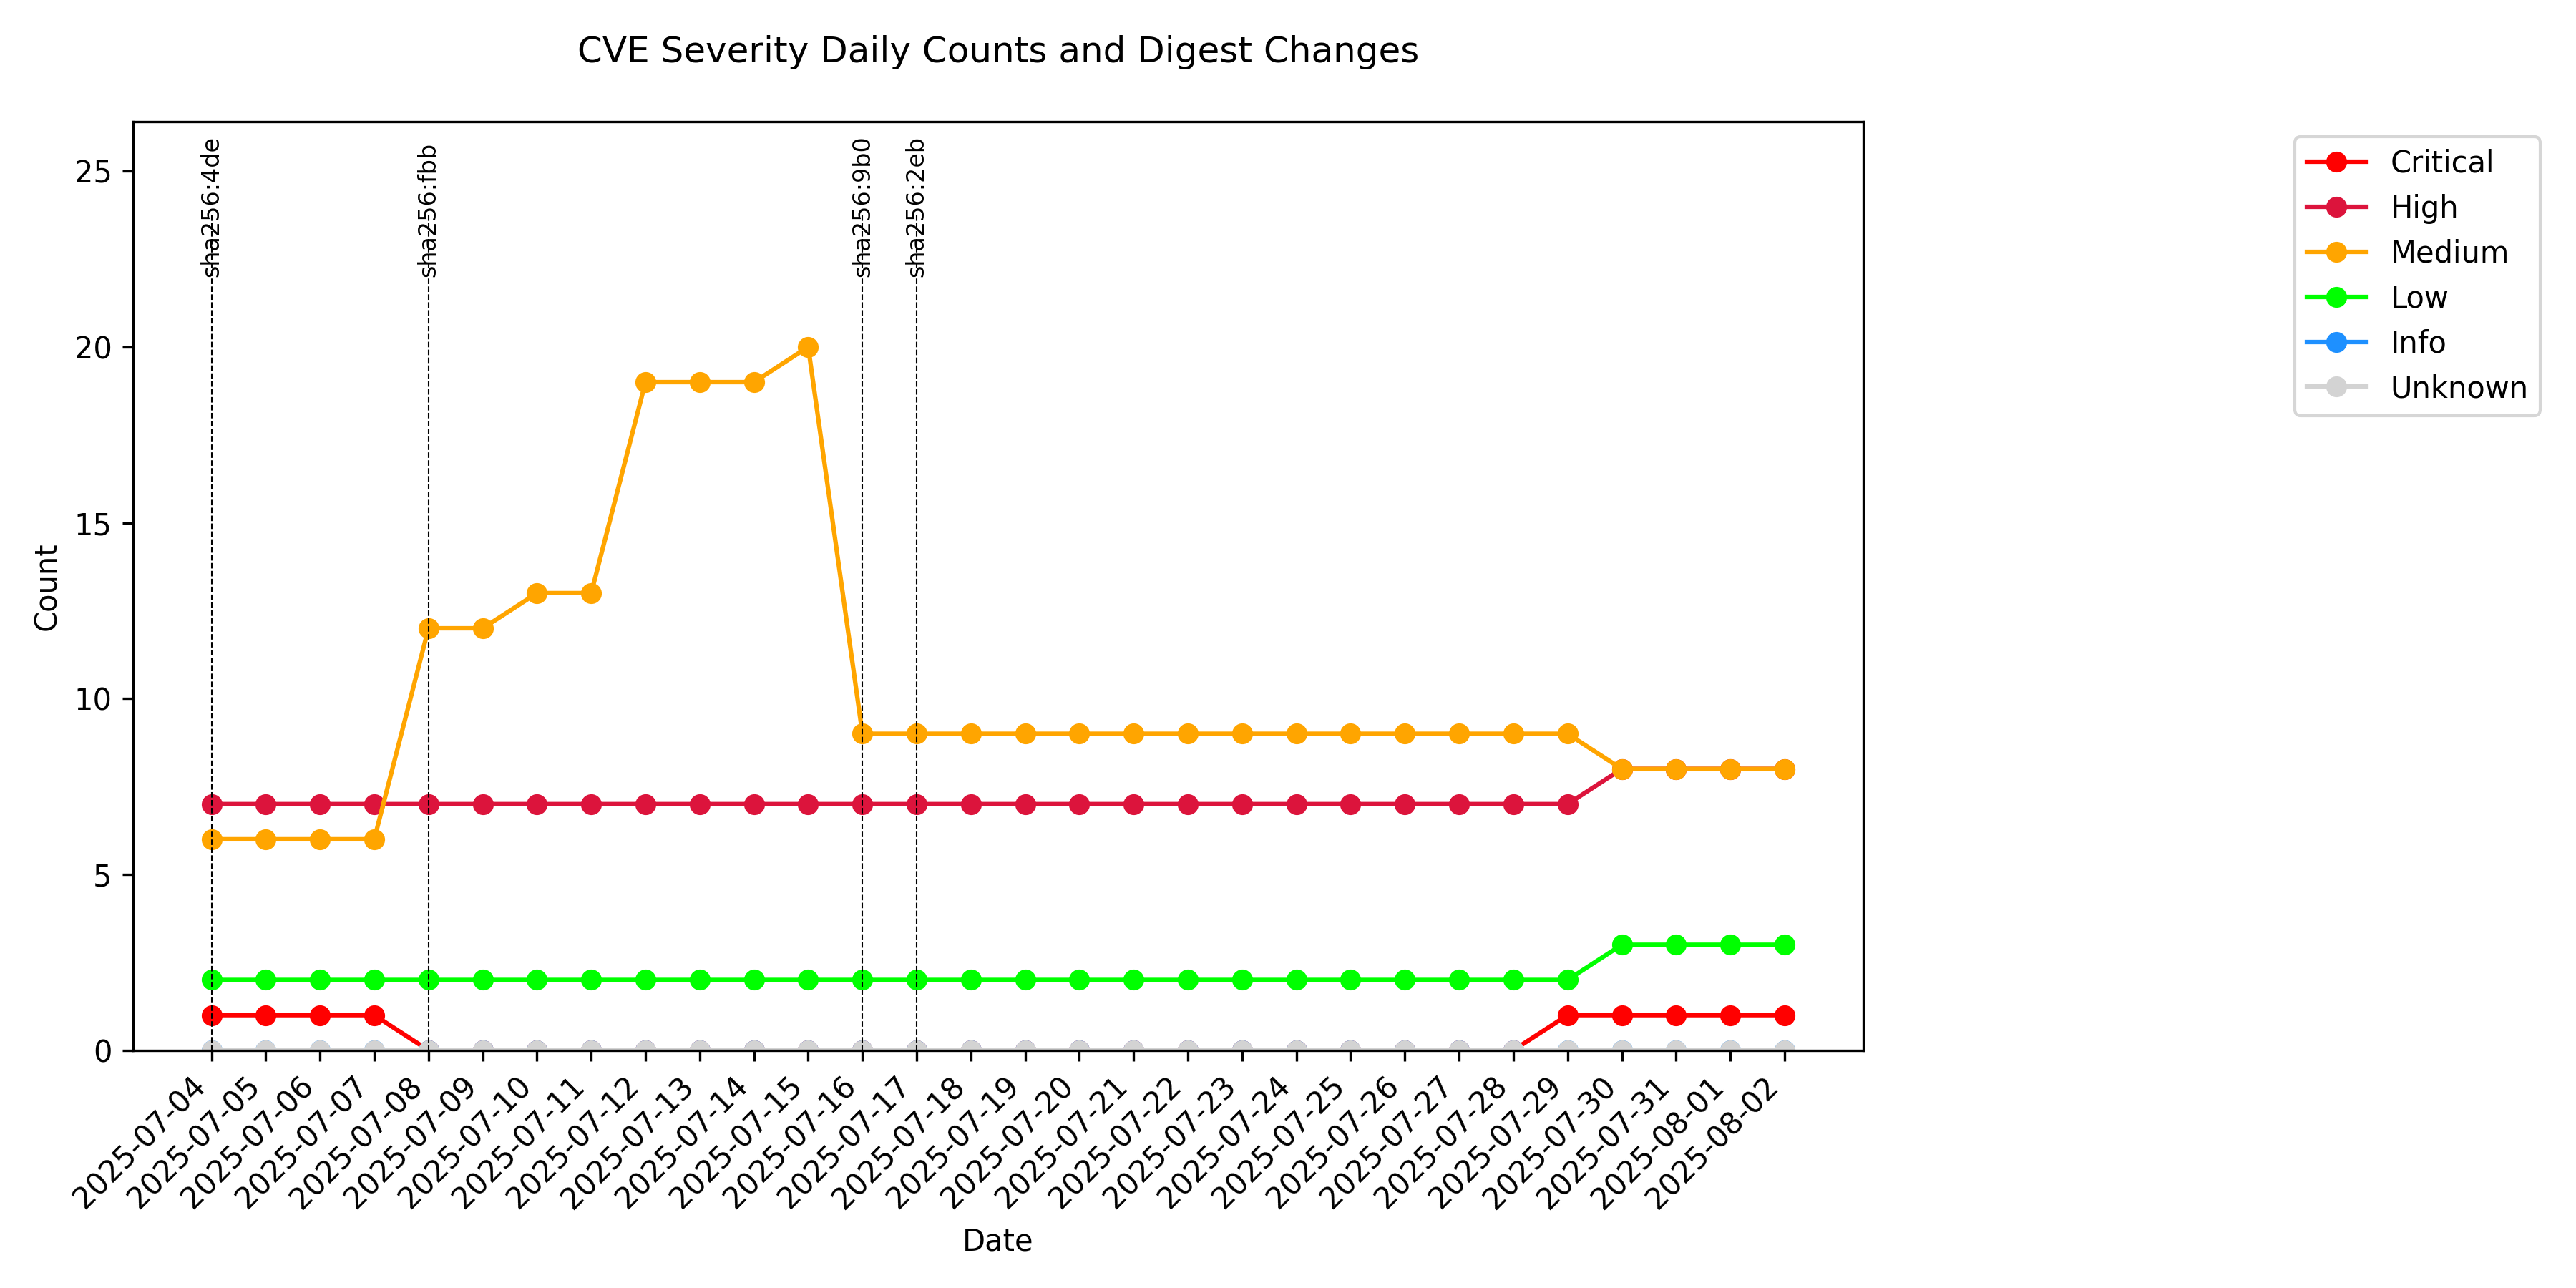 CVE Severity Daily Counts and Digest Changes
sha256:4de
sha256:fbb
sha256:9b0
sha256:2eb
Critical
High
Medium
Low
Info
Unknown
Count
25
20
15
10
5
0
2025-07-04
2025-07-05
2025-07-06
2025-07-07
2025-07-08
2025-07-09
2025-07-10
2025-07-11
2025-07-12
2025-07-13
2025-07-14
2025-07-15
2025-07-16
2025-07-17
2025-07-18
2025-07-19
2025-07-20
2025-07-21
2025-07-22
2025-07-23
2025-07-24
2025-07-25
2025-07-26
2025-07-27
2025-07-28
2025-07-29
2025-07-30
2025-07-31
2025-08-01
2025-08-02
Date